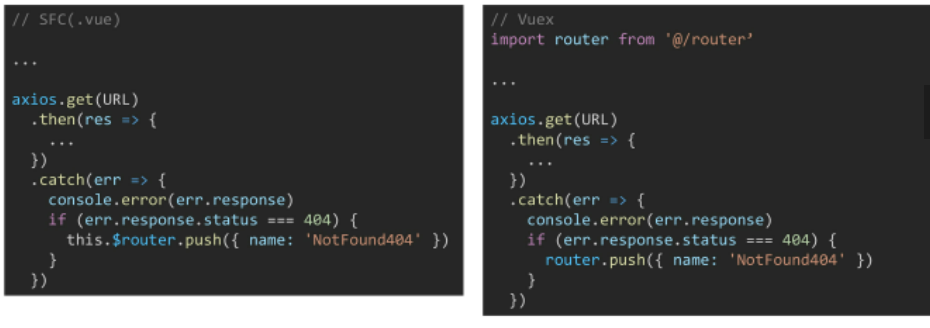 // SFC(.vue)
...
axios.get(URL)
  .then(res => {
    ...
  })
  .catch(err => {
    console.error(err.response)
    if (err.response.status === 404) {
      this.$router.push({ name: 'NotFound404' })
    }
  })
// Vuex
import router from '@/router’
...
axios.get(URL)
  .then(res => {
    ...
  })
  .catch(err => {
    console.error(err.response)
    if (err.response.status === 404) {
      router.push({ name: 'NotFound404' })
    }
  })